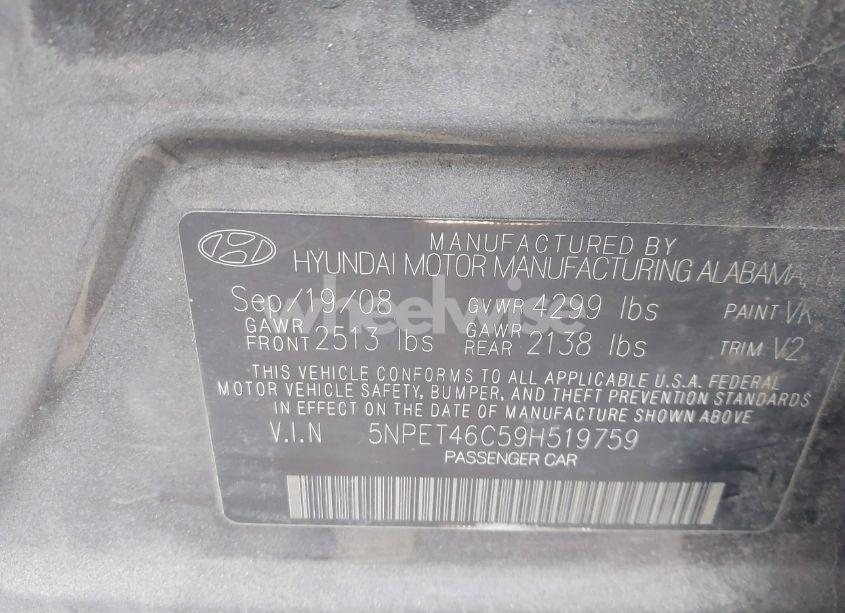 MANUFACTURED BY
HYUNDAI MOTOR MANUFACTURING ALABAMA,
Sep/19/08 GVWR 4299 lbs PAINT VK
GAWR FRONT 2513 lbs GAWR REAR 2138 lbs TRIM V2
THIS VEHICLE CONFORMS TO ALL APPLICABLE U.S.A. FEDERAL
MOTOR VEHICLE SAFETY, BUMPER, AND THEFT PREVENTION STANDARDS
IN EFFECT ON THE DATE OF MANUFACTURE SHOWN ABOVE
V.I.N 5NPET46C59H519759
PASSENGER CAR
wheelwise